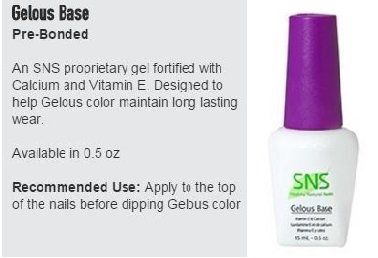 Gelous Base
Pre-Bonded
An SNS proprietary gel fortified with
Calcium and Vitamin E. Designed to
help Gelcus color maintain long lasting
wear.
Available in 0.5 oz
Recommended Use: Apply to the top
of the nails before dipping Gebus color
SNS
Gelous Base
15 mL - 0.5 oz.